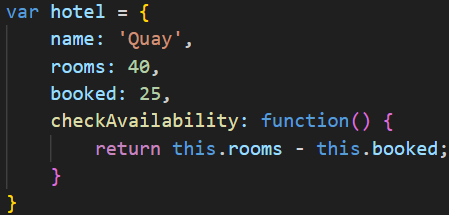 var hotel = {
    name: 'Quay',
    rooms: 40,
    booked: 25,
    checkAvailability: function() {
        return this.rooms - this.booked;
    }
}